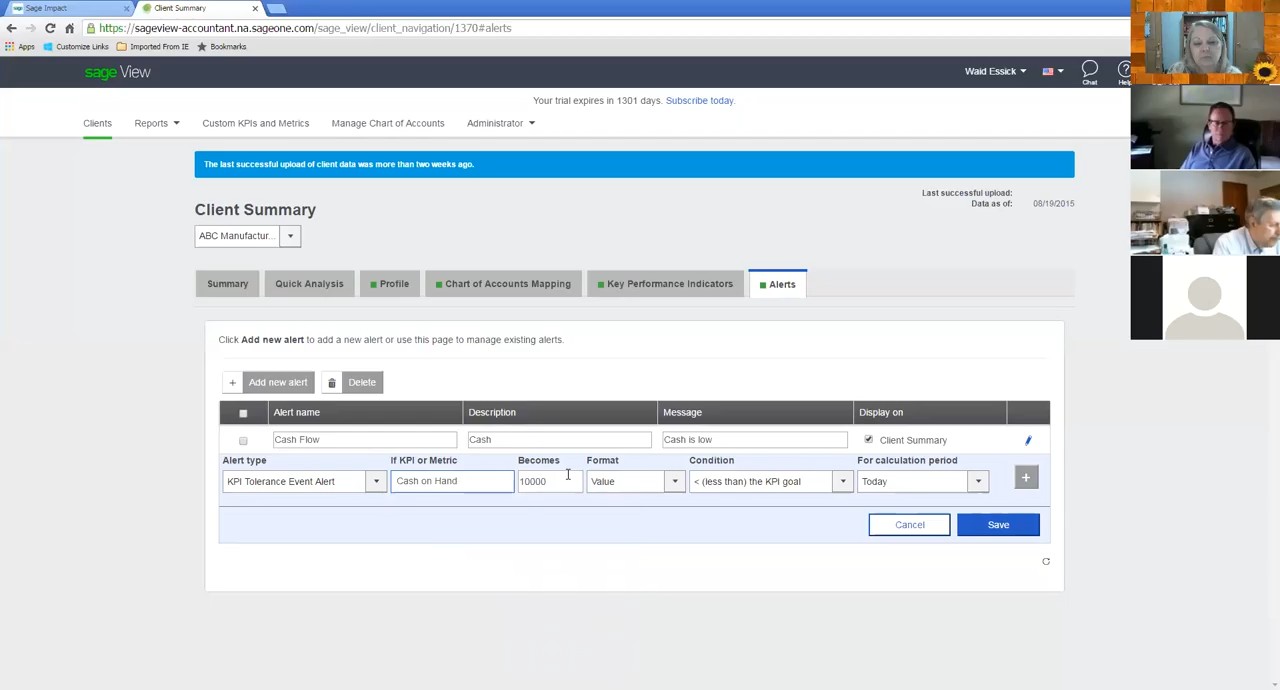 Sage Impact
Client Summary
https://sageview-accountant.na.sageone.com/sage_view/client_navigation/1370#alerts
Apps Customize Links Imported From IE Bookmarks
sage View
Waid Essick
Chat
Help
Your trial expires in 1301 days. Subscribe today.
Clients Reports Custom KPIs and Metrics Manage Chart of Accounts Administrator
The last successful upload of client data was more than two weeks ago.
Last successful upload:
Client Summary
Data as of: 08/19/2015
ABC Manufactur...
Summary Quick Analysis Profile Chart of Accounts Mapping Key Performance Indicators Alerts
Click Add new alert to add a new alert or use this page to manage existing alerts.
+ Add new alert Delete
Alert name Description Message Display on
Cash Flow Cash Cash is low Client Summary
Alert type If KPI or Metric Becomes Format Condition For calculation period
KPI Tolerance Event Alert Cash on Hand 10000 Value < (less than) the KPI goal Today +
Cancel Save